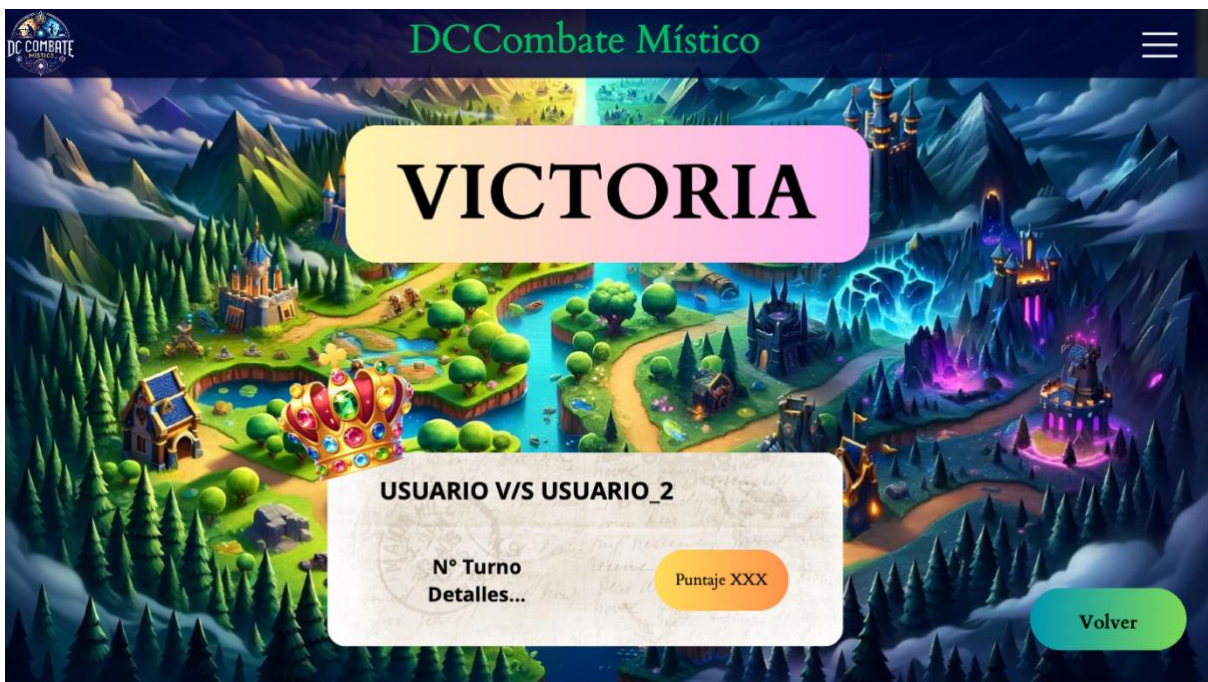 DC COMBATE
MÍSTICO
DCCombate Místico
VICTORIA
USUARIO V/S USUARIO_2
N° Turno
Detalles...
Puntaje XXX
Volver